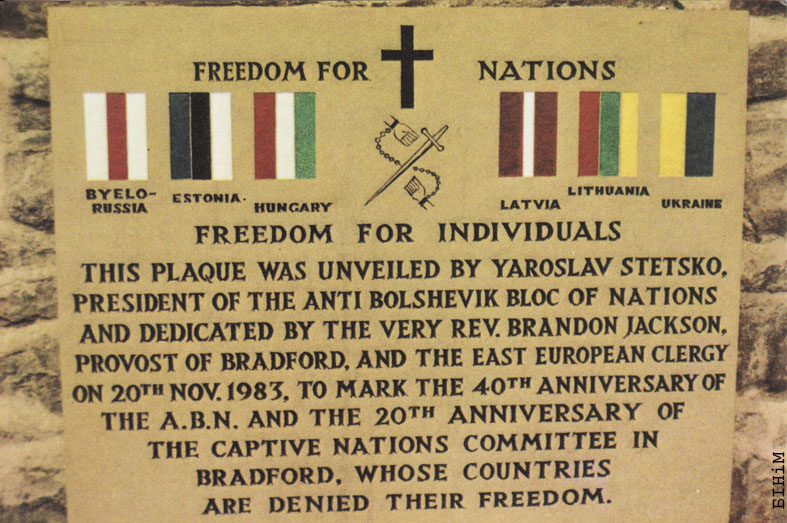 FREEDOM FOR NATIONS
BYELO-
RUSSIA
ESTONIA.
HUNGARY
LATVIA
LITHUANIA
UKRAINE
FREEDOM FOR INDIVIDUALS
THIS PLAQUE WAS UNVEILED BY YAROSLAV STETSKO,
PRESIDENT OF THE ANTI BOLSHEVIK BLOC OF NATIONS
AND DEDICATED BY THE VERY REV. BRANDON JACKSON,
PROVOST OF BRADFORD, AND THE EAST EUROPEAN CLERGY
ON 20TH NOV. 1983, TO MARK THE 40TH ANNIVERSARY OF
THE A.B.N. AND THE 20TH ANNIVERSARY OF
THE CAPTIVE NATIONS COMMITTEE IN
BRADFORD, WHOSE COUNTRIES
ARE DENIED THEIR FREEDOM.
БІНіМ